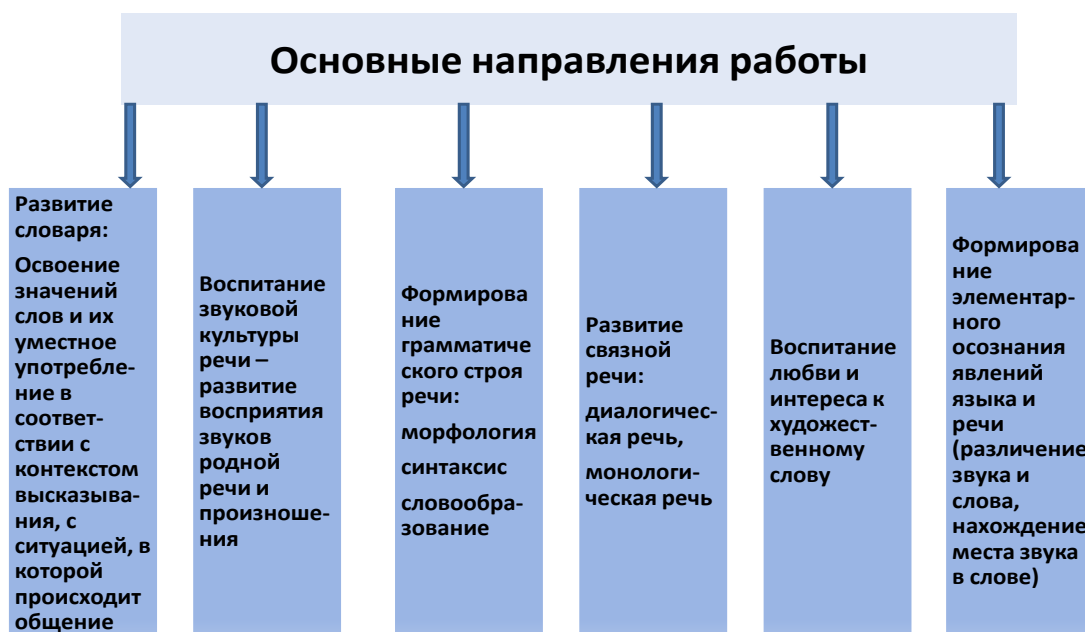 Основные направления работы
Развитие
словаря:
Освоение
значений
слов и их
уместное
употребле-
ние в
соответ-
ствии с
контекстом
высказыва-
ния, с
ситуацией, в
которой
происходит
общение
Воспитание
звуковой
культуры
речи –
развитие
восприятия
звуков
родной
речи и
произноше-
ния
Формирова
ние
грамматиче
ского строя
речи:
морфология
синтаксис
словообра-
зование
Развитие
связной
речи:
диалогичес-
кая речь,
монологи-
ческая речь
Воспитание
любви и
интереса к
художест-
венному
слову
Формирова
ние
элементар-
ного
осознания
явлений
языка и
речи
(различение
звука и
слова,
нахождение
места звука
в слове)